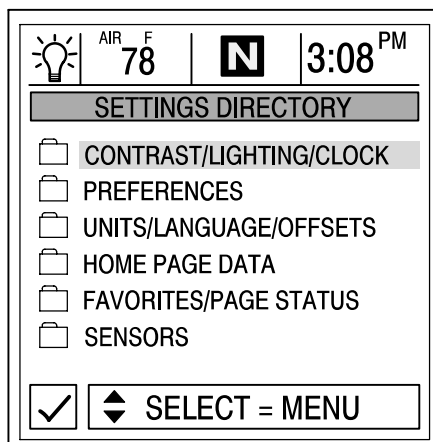 AIR F 78 N 3:08 PM
SETTINGS DIRECTORY
CONTRAST/LIGHTING/CLOCK
PREFERENCES
UNITS/LANGUAGE/OFFSETS
HOME PAGE DATA
FAVORITES/PAGE STATUS
SENSORS
SELECT = MENU